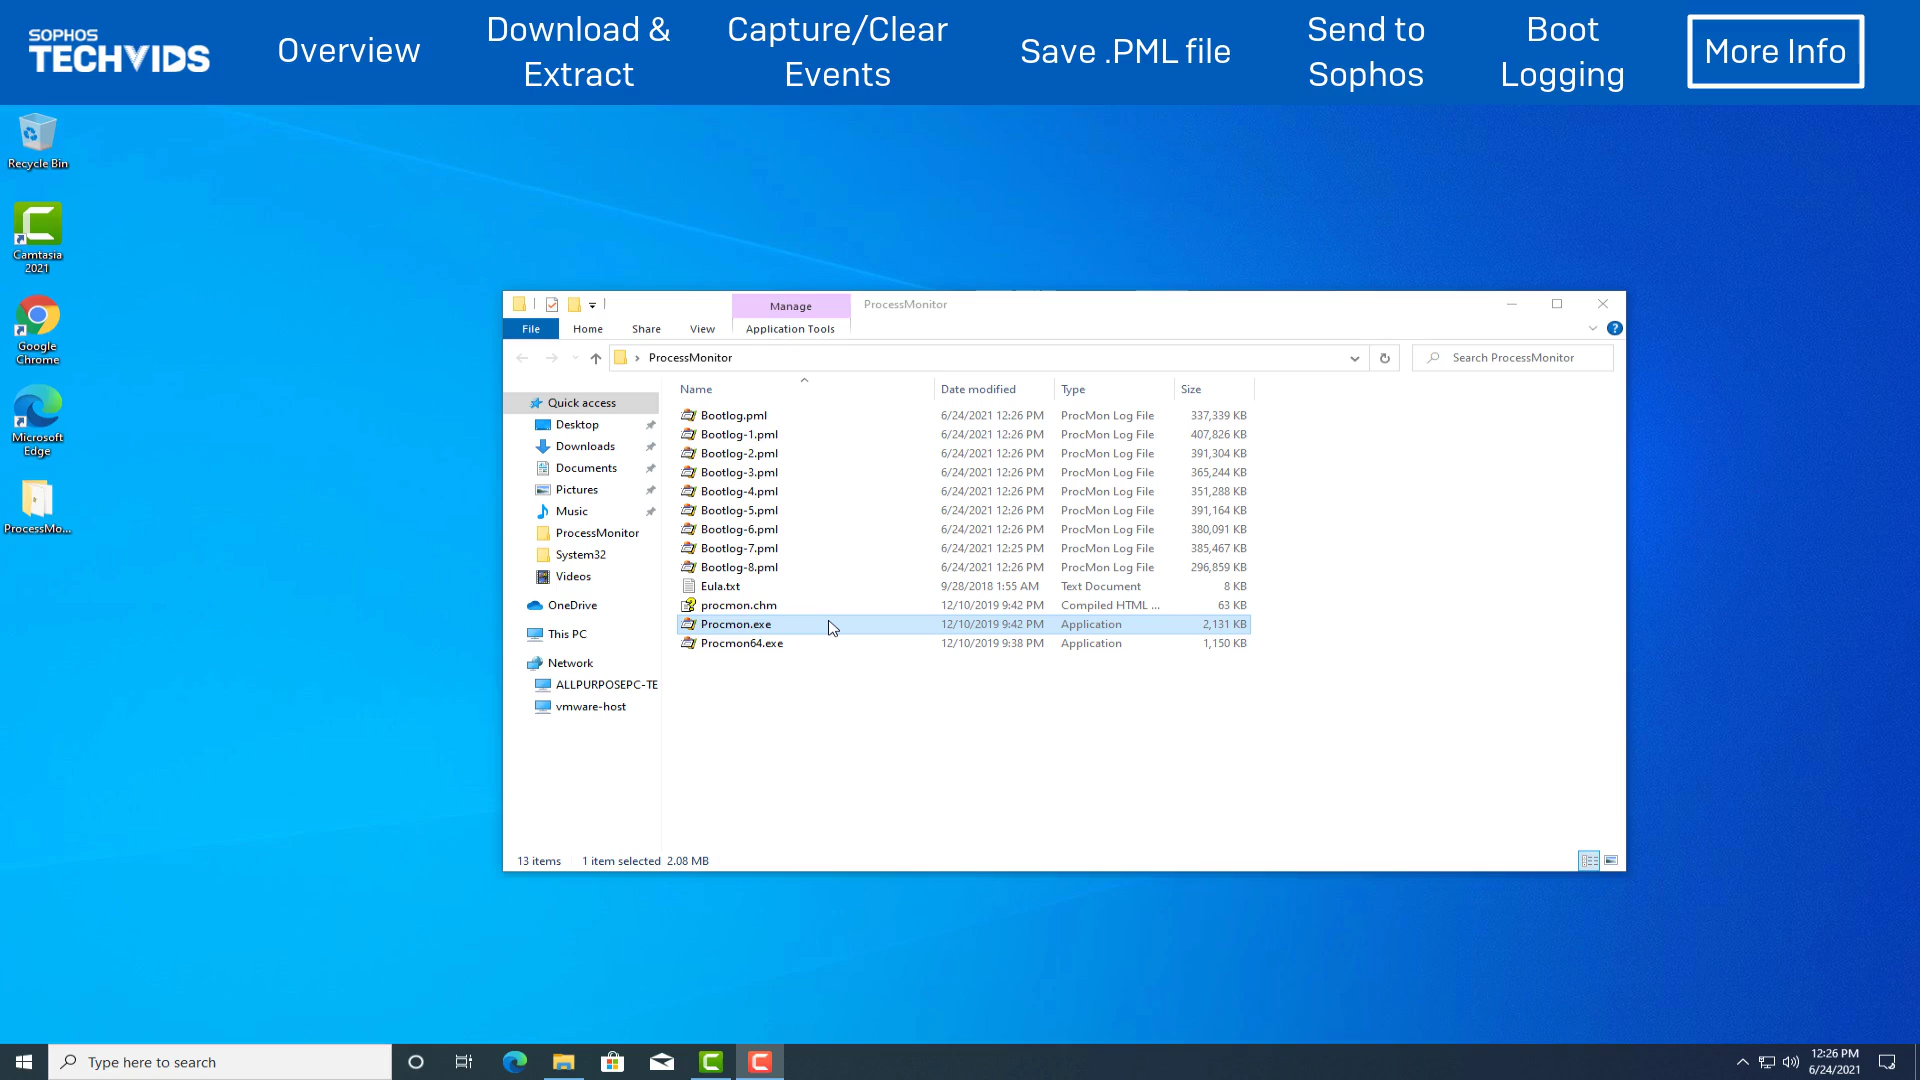 SOPHOS
TECHVIDS
Overview
Download &
Extract
Capture/Clear
Events
Save .PML file
Send to
Sophos
Boot
Logging
More Info
Recycle Bin
Camtasia
2021
Google
Chrome
Microsoft
Edge
ProcessMo...
Manage
ProcessMonitor
File
Home
Share
View
Application Tools
ProcessMonitor
Search ProcessMonitor
Quick access
Desktop
Downloads
Documents
Pictures
Music
ProcessMonitor
System32
Videos
OneDrive
This PC
Network
ALLPURPOSEPC-TE
vmware-host
Name Date modified Type Size
Bootlog.pml 6/24/2021 12:26 PM ProcMon Log File 337,339 KB
Bootlog-1.pml 6/24/2021 12:26 PM ProcMon Log File 407,826 KB
Bootlog-2.pml 6/24/2021 12:26 PM ProcMon Log File 391,304 KB
Bootlog-3.pml 6/24/2021 12:26 PM ProcMon Log File 365,244 KB
Bootlog-4.pml 6/24/2021 12:26 PM ProcMon Log File 351,288 KB
Bootlog-5.pml 6/24/2021 12:26 PM ProcMon Log File 391,164 KB
Bootlog-6.pml 6/24/2021 12:26 PM ProcMon Log File 380,091 KB
Bootlog-7.pml 6/24/2021 12:25 PM ProcMon Log File 385,467 KB
Bootlog-8.pml 6/24/2021 12:26 PM ProcMon Log File 296,859 KB
Eula.txt 9/28/2018 1:55 AM Text Document 8 KB
procmon.chm 12/10/2019 9:42 PM Compiled HTML ... 63 KB
Procmon.exe 12/10/2019 9:42 PM Application 2,131 KB
Procmon64.exe 12/10/2019 9:38 PM Application 1,150 KB
13 items 1 item selected 2.08 MB
Type here to search
12:26 PM
6/24/2021